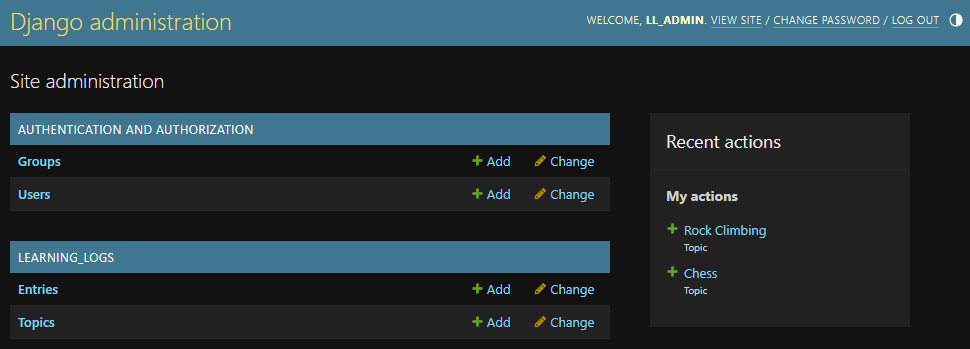 Django administration
WELCOME, LL_ADMIN. VIEW SITE / CHANGE PASSWORD / LOG OUT
Site administration
AUTHENTICATION AND AUTHORIZATION
Groups Add Change
Users Add Change
LEARNING_LOGS
Entries Add Change
Topics Add Change
Recent actions
My actions
Rock Climbing
Topic
Chess
Topic